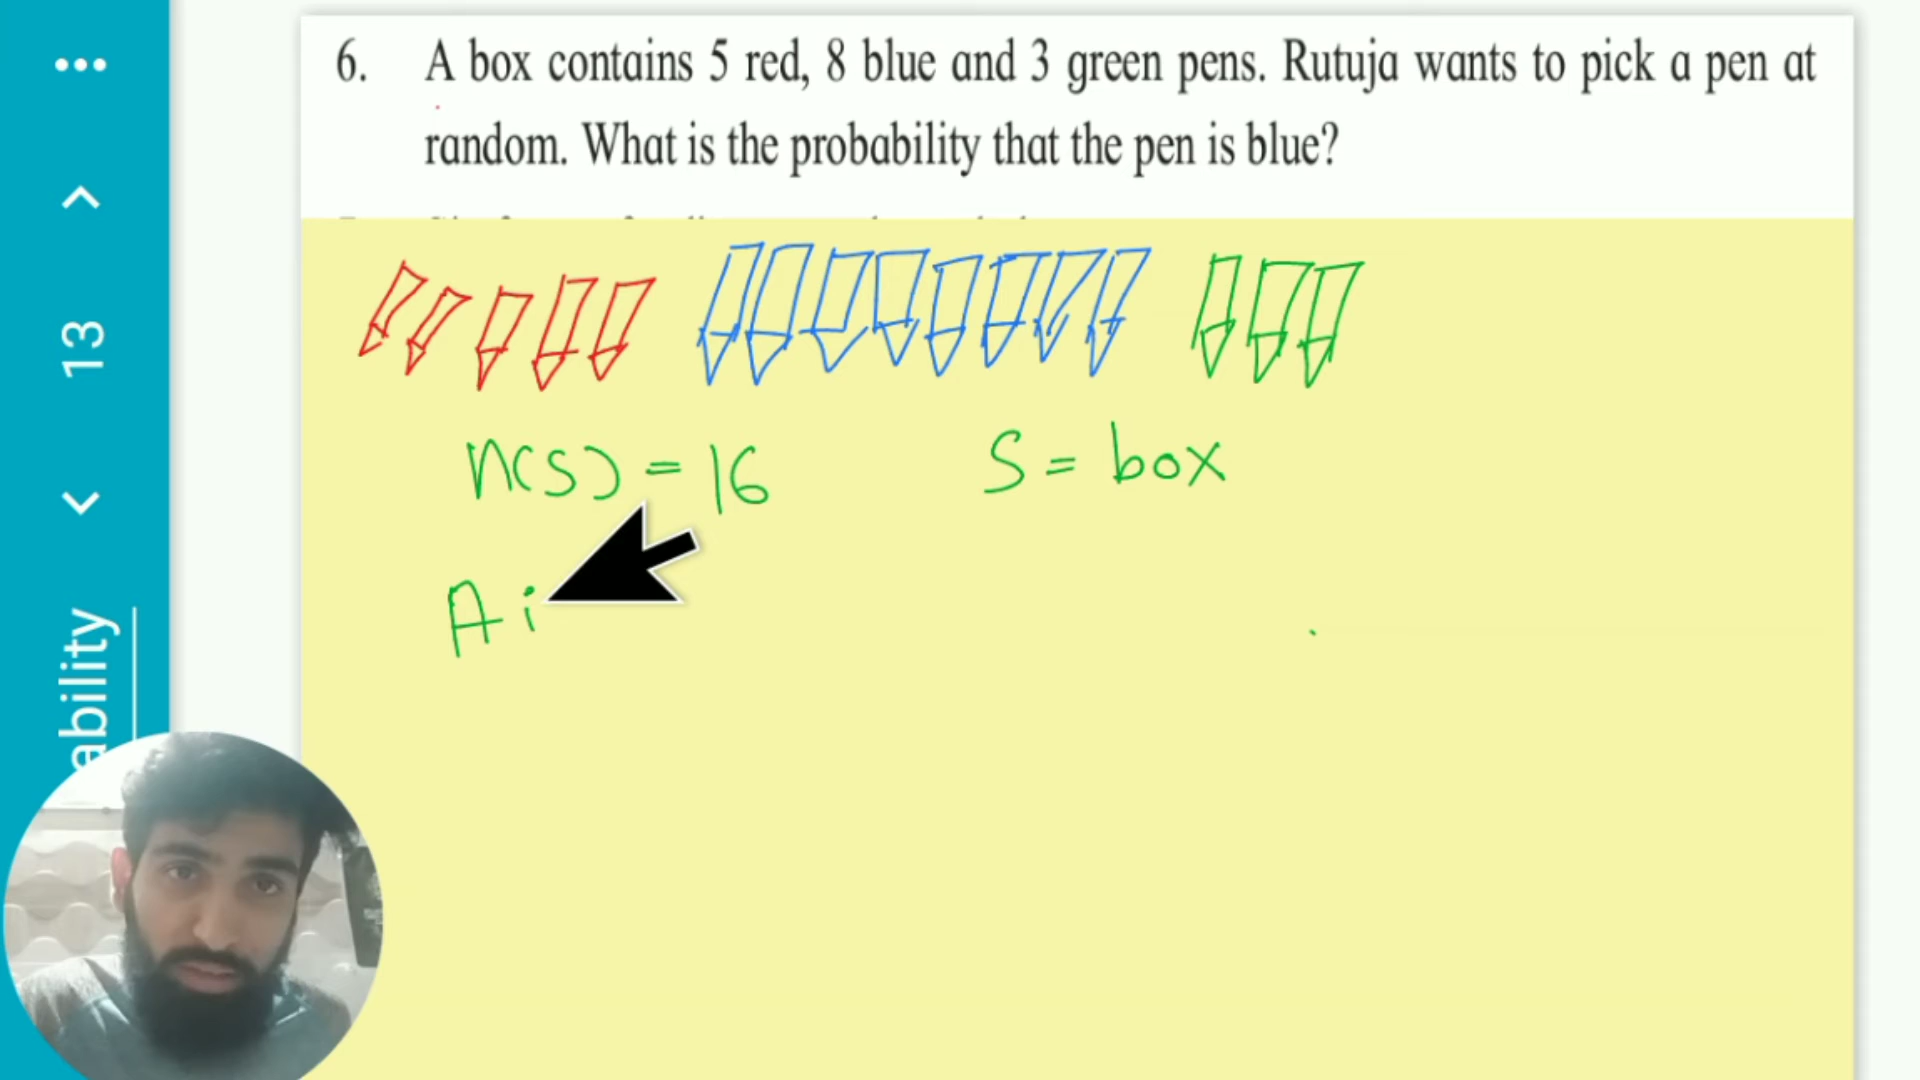 6. A box contains 5 red, 8 blue and 3 green pens. Rutuja wants to pick a pen at
random. What is the probability that the pen is blue?
n(S) = 16
S = box
A i
13
ability